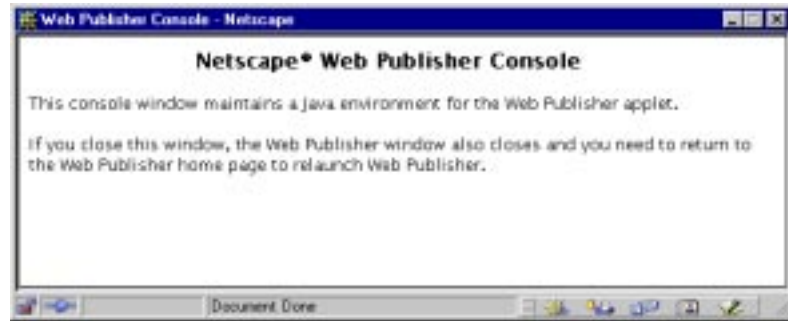 Web Publisher Console - Netscape
Netscape® Web Publisher Console
This console window maintains a Java environment for the Web Publisher applet.
If you close this window, the Web Publisher window also closes and you need to return to
the Web Publisher home page to relaunch Web Publisher.
Document Done